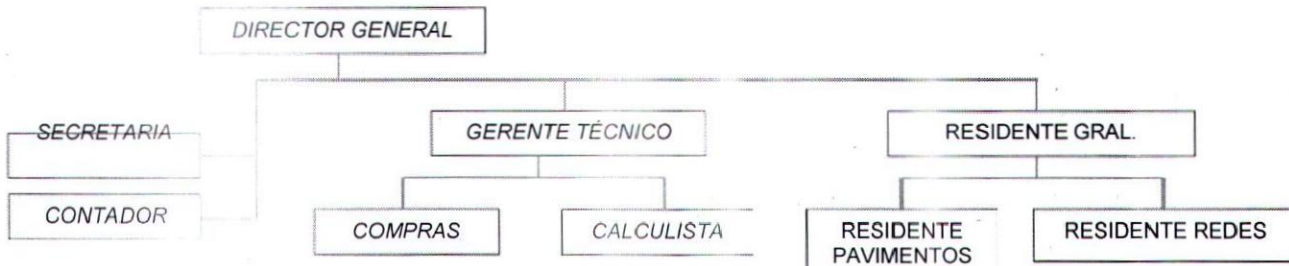 DIRECTOR GENERAL
SECRETARIA
GERENTE TÉCNICO
RESIDENTE GRAL.
CONTADOR
COMPRAS
CALCULISTA
RESIDENTE
PAVIMENTOS
RESIDENTE REDES